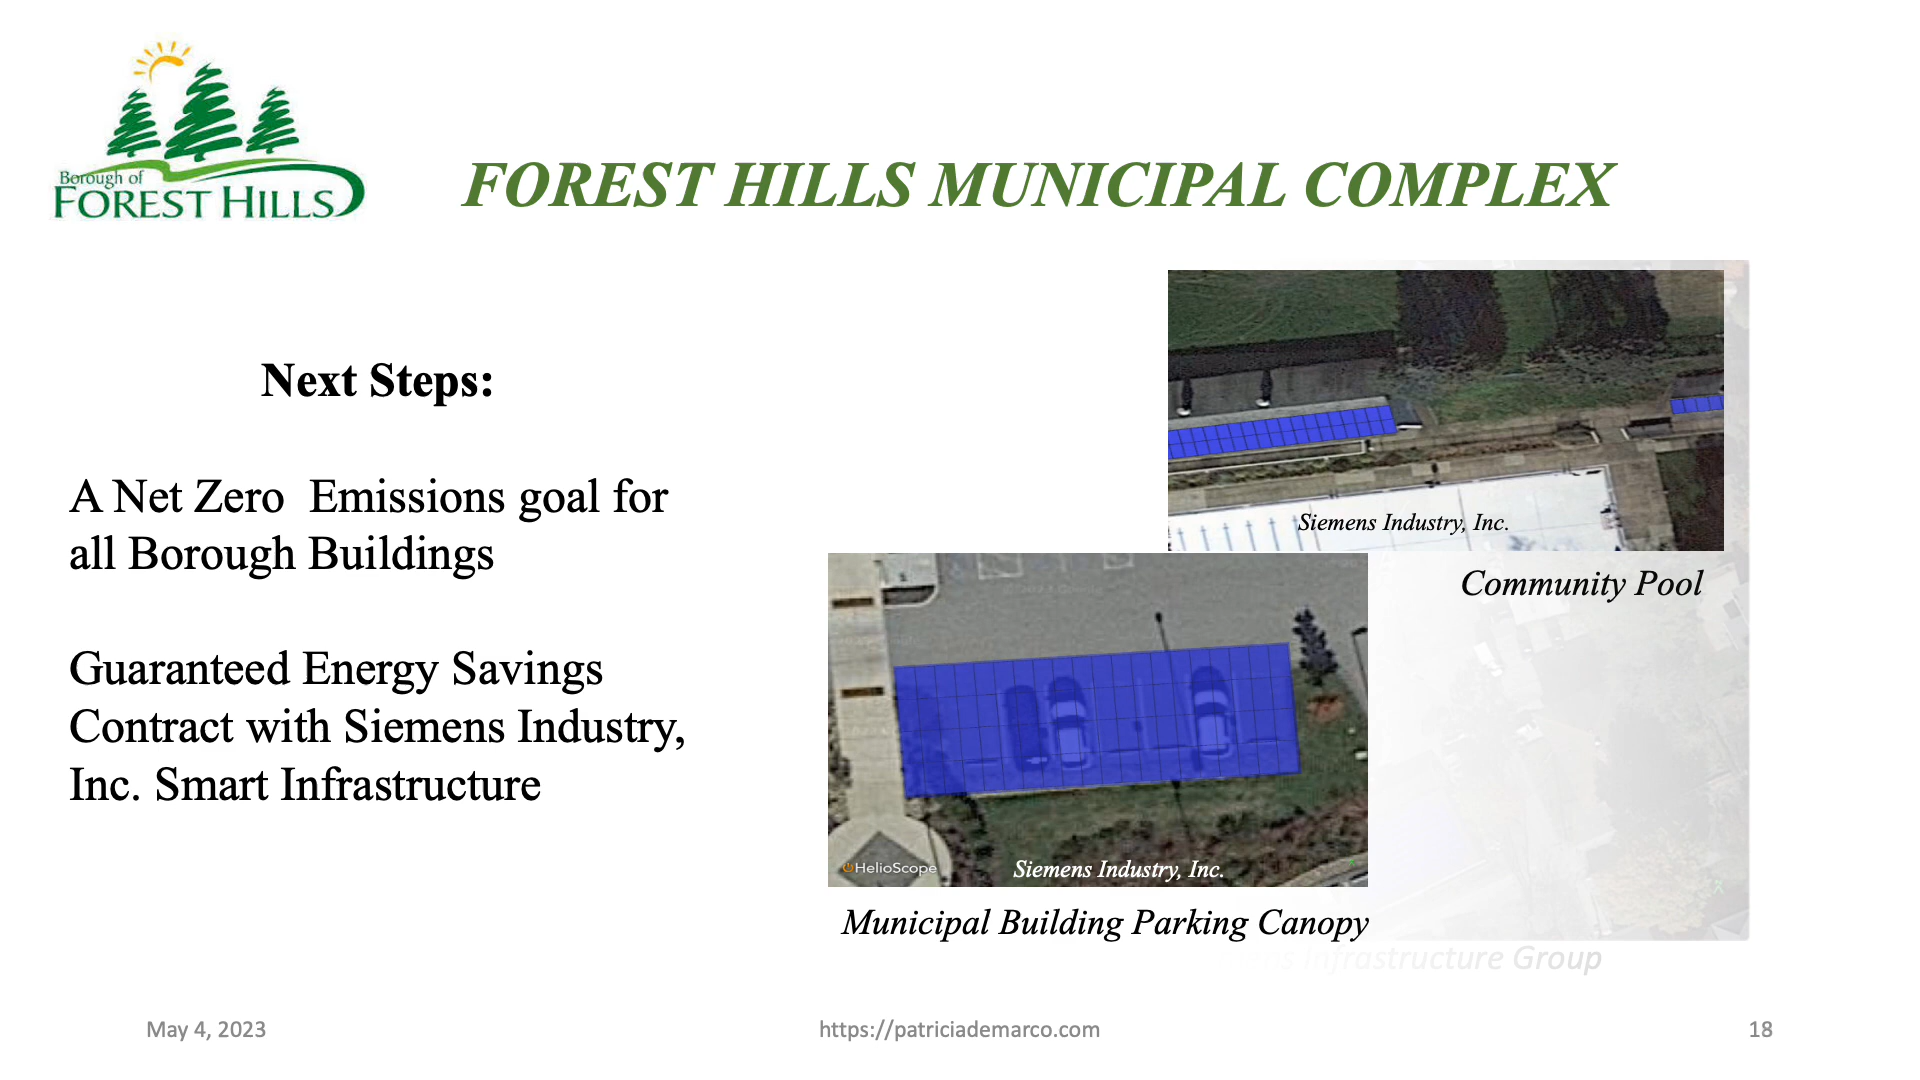 Borough of
FOREST HILLS
FOREST HILLS MUNICIPAL COMPLEX
Next Steps:
A Net Zero  Emissions goal for
all Borough Buildings
Guaranteed Energy Savings
Contract with Siemens Industry,
Inc. Smart Infrastructure
Siemens Industry, Inc.
Community Pool
HelioScope
Siemens Industry, Inc.
Municipal Building Parking Canopy
Infrastructure Group
May 4, 2023
https://patriciademarco.com
18